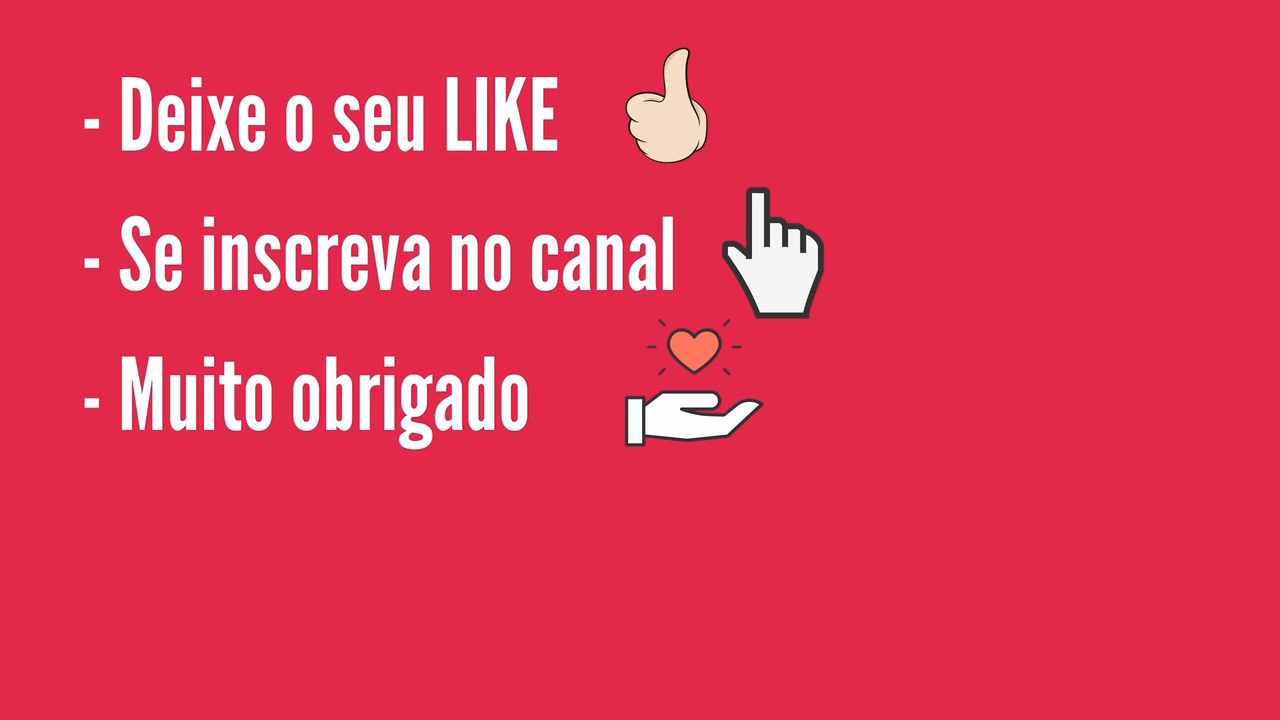 - Deixe o seu LIKE
- Se inscreva no canal
- Muito obrigado